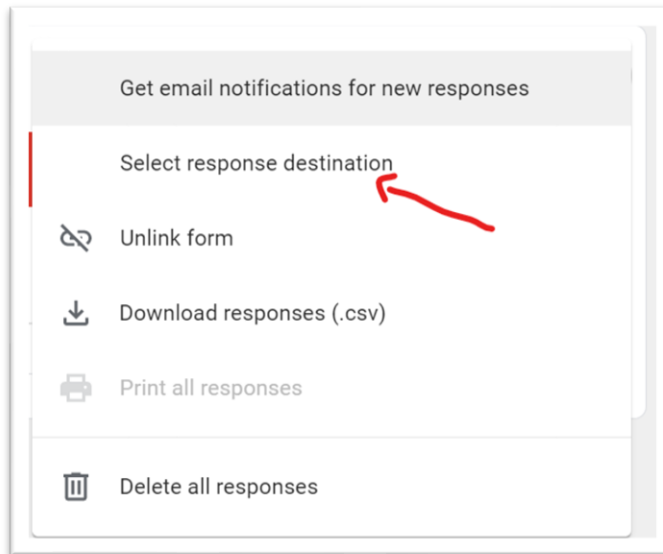 Get email notifications for new responses
Select response destination
Unlink form
Download responses (.csv)
Print all responses
Delete all responses